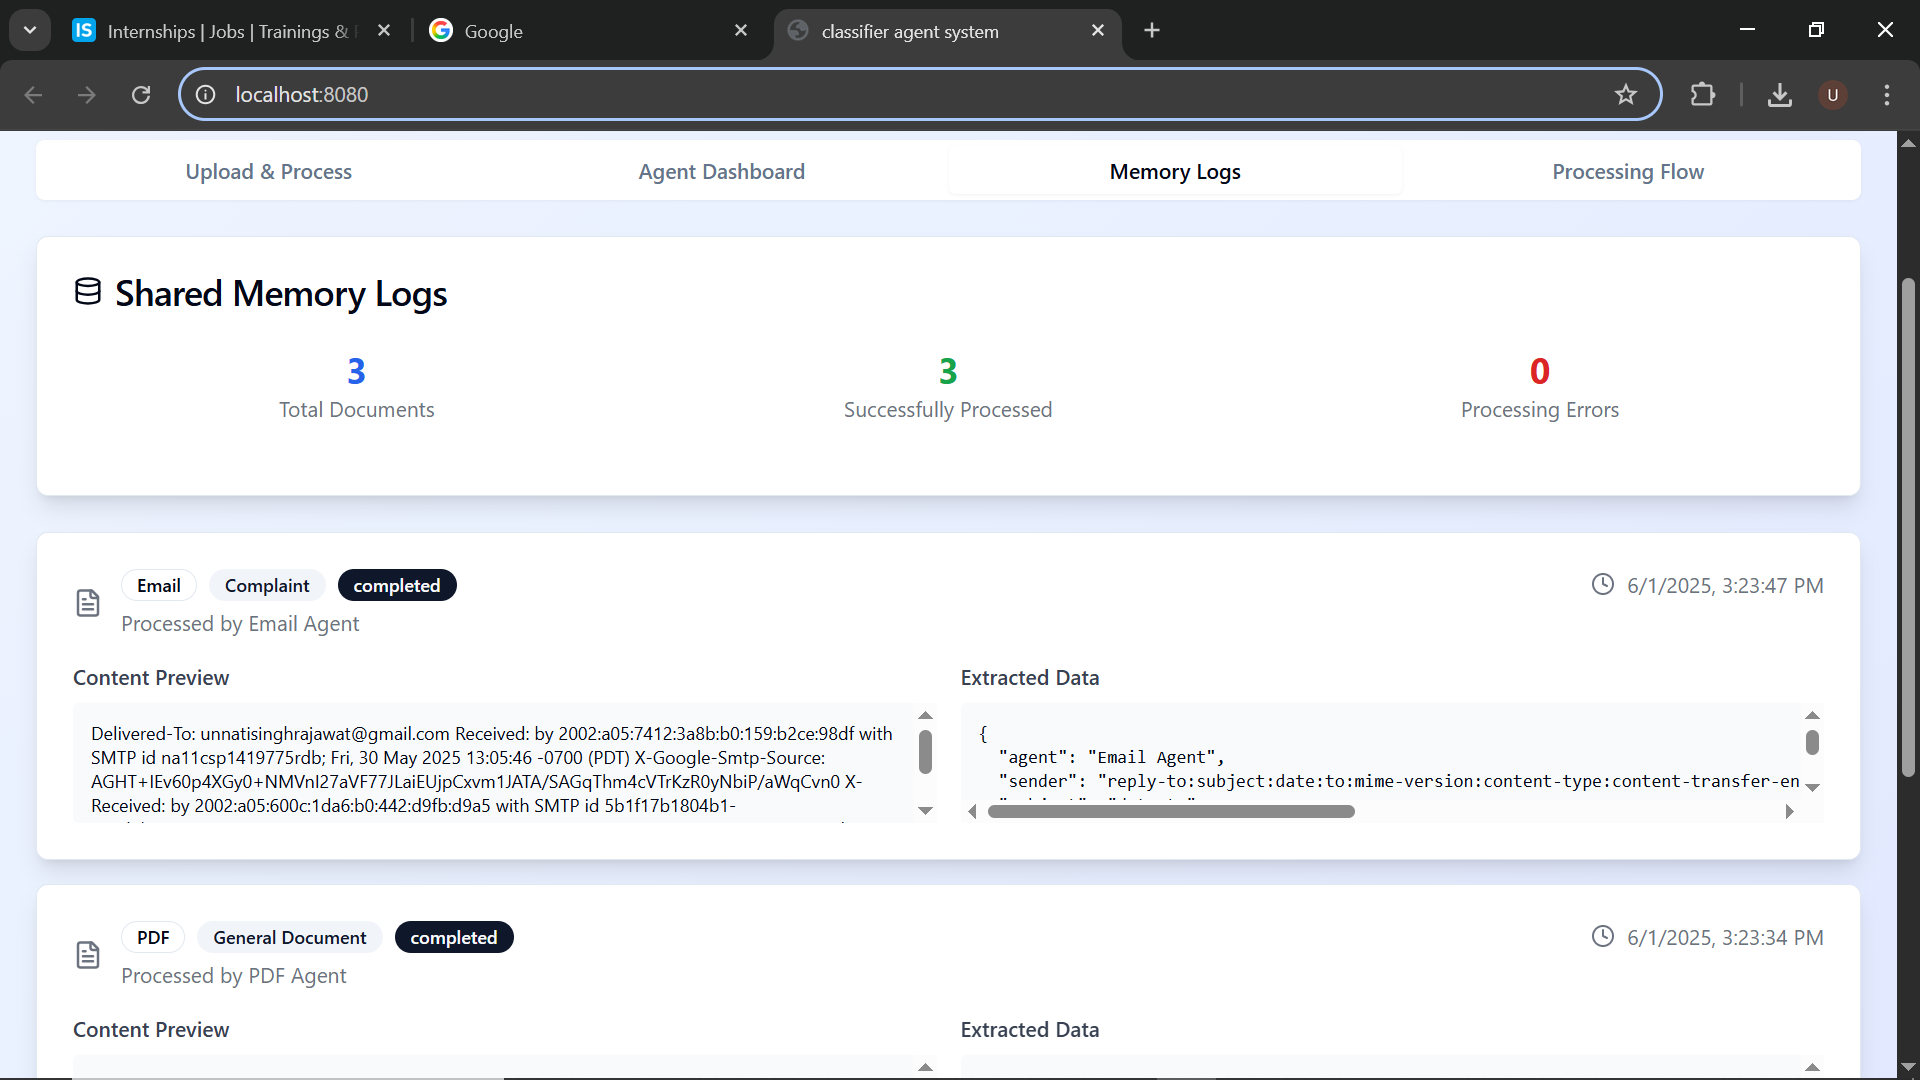 IS Internships | Jobs | Trainings &
Google
classifier agent system
localhost:8080
U
Upload & Process
Agent Dashboard
Memory Logs
Processing Flow
Shared Memory Logs
3
Total Documents
3
Successfully Processed
0
Processing Errors
Email
Complaint
completed
6/1/2025, 3:23:47 PM
Processed by Email Agent
Content Preview
Delivered-To: unnatisinghrajawat@gmail.com Received: by 2002:a05:7412:3a8b:b0:159:b2ce:98df with
SMTP id na11csp1419775rdb; Fri, 30 May 2025 13:05:46 -0700 (PDT) X-Google-Smtp-Source:
AGHT+IEv60p4XGy0+NMVnI27aVF77JLaiEUjpCxvm1JATA/SAGqThm4cVTrKzR0yNbiP/aWqCvn0 X-
Received: by 2002:a05:600c:1da6:b0:442:d9fb:d9a5 with SMTP id 5b1f17b1804b1-
Extracted Data
{
"agent": "Email Agent",
"sender": "reply-to:subject:date:to:mime-version:content-type:content-transfer-en
PDF
General Document
completed
6/1/2025, 3:23:34 PM
Processed by PDF Agent
Content Preview
Extracted Data